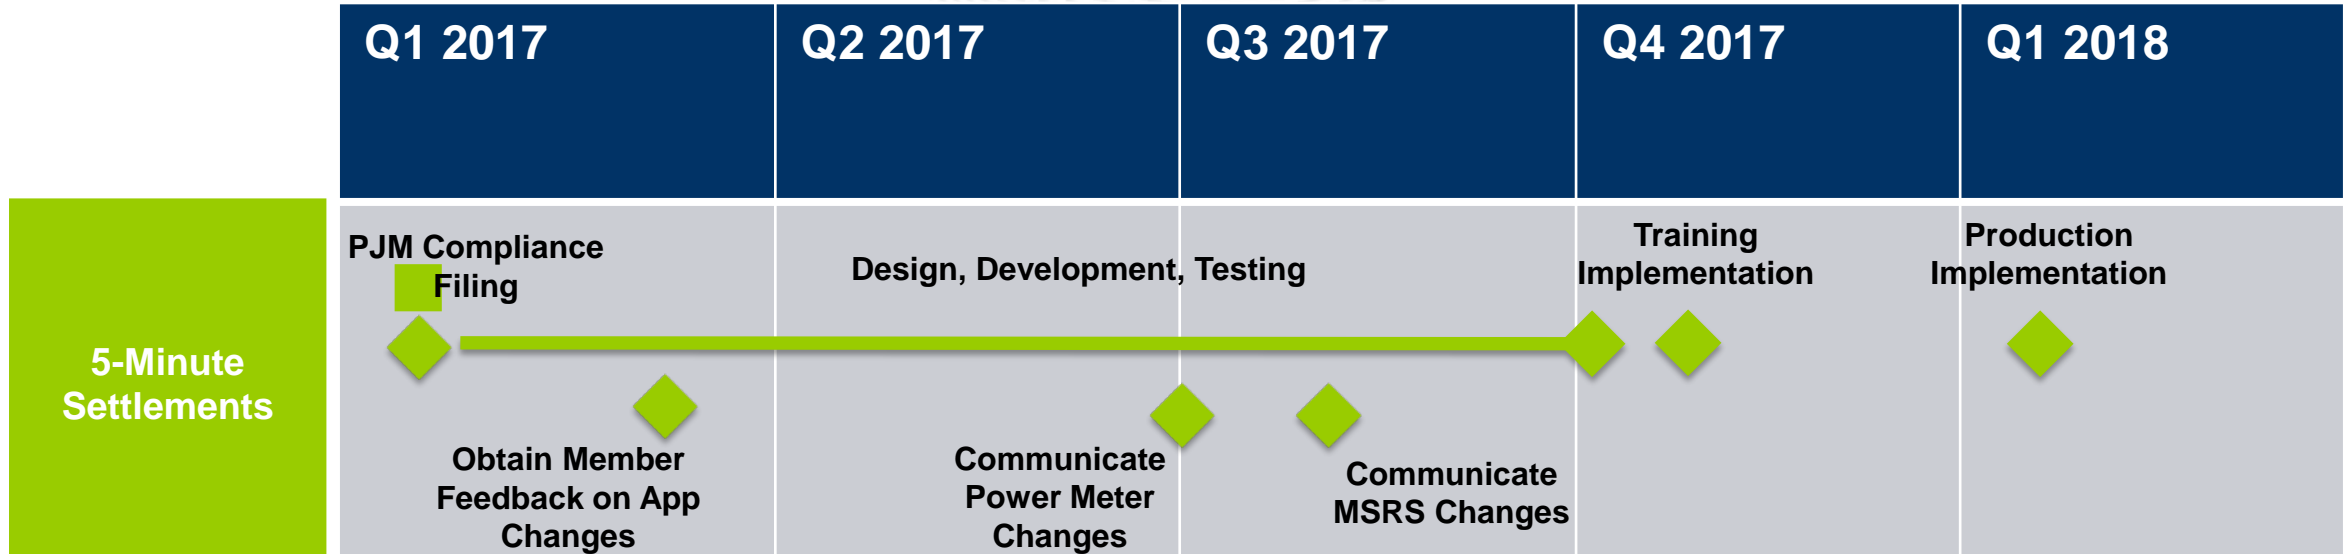 Q1 2017
Q2 2017
Q3 2017
Q4 2017
Q1 2018
5-Minute
Settlements
PJM Compliance
Filing
Design, Development, Testing
Training
Implementation
Production
Implementation
Obtain Member
Feedback on App
Changes
Communicate
Power Meter
Changes
Communicate
MSRS Changes